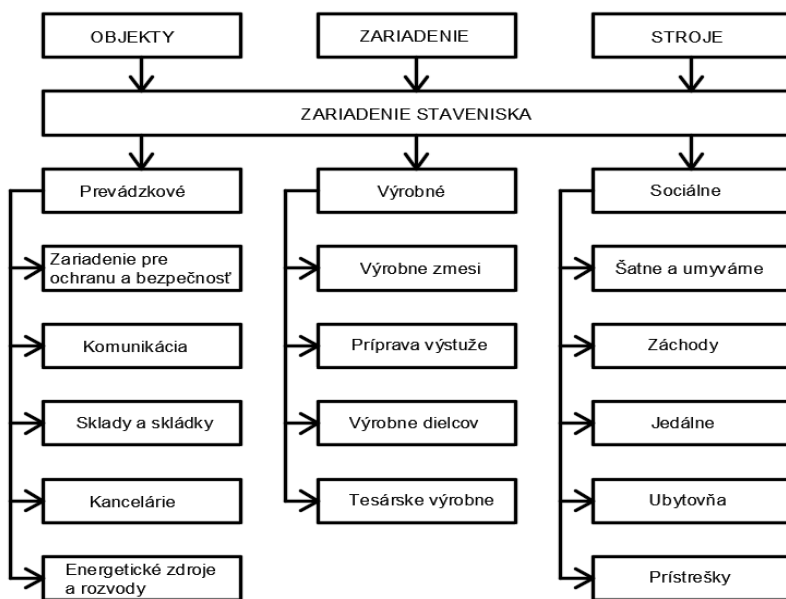 OBJEKTY
ZARIADENIE
STROJE
ZARIADENIE STAVENISKA
Prevádzkové
Výrobné
Sociálne
Zariadenie pre
ochranu a bezpečnosť
Výrobne zmesi
Šatne a umyvárne
Komunikácia
Príprava výstuže
Záchody
Sklady a skládky
Výrobne dielcov
Jedálne
Kancelárie
Tesárske výrobne
Ubytovňa
Energetické zdroje
a rozvody
Prístrešky